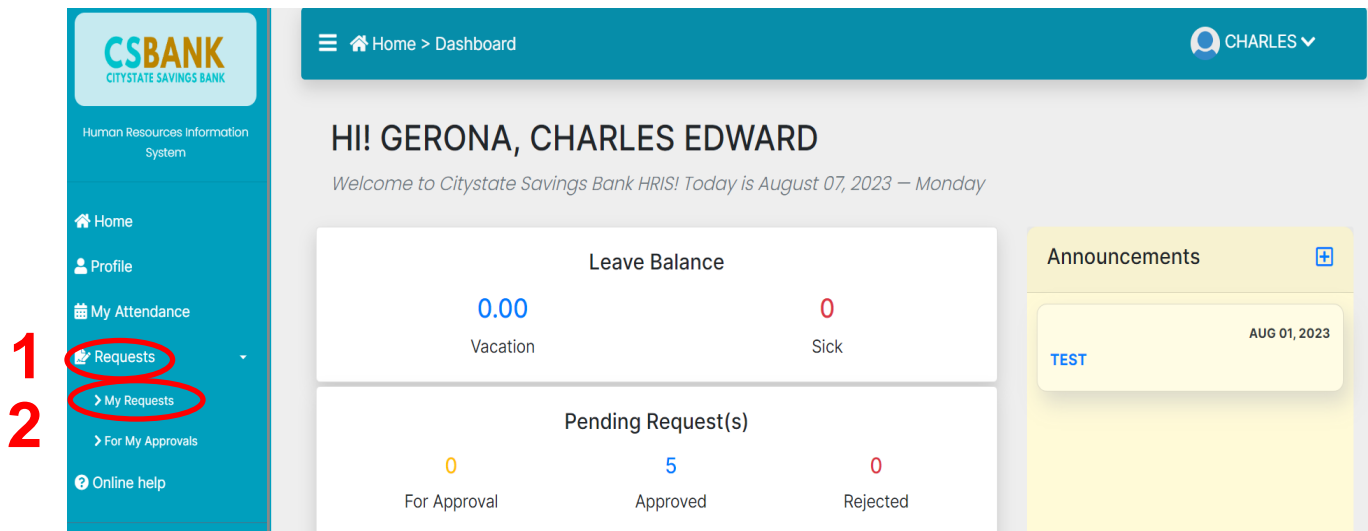 CSBANK
CITYSTATE SAVINGS BANK
Human Resources Information
System
Home
Profile
My Attendance
1
Requests
2
My Requests
For My Approvals
Online help
Home > Dashboard
CHARLES
HI! GERONA, CHARLES EDWARD
Welcome to Citystate Savings Bank HRIS! Today is August 07, 2023 — Monday
Leave Balance
0.00 0
Vacation Sick
Pending Request(s)
0 5 0
For Approval Approved Rejected
Announcements
AUG 01, 2023
TEST